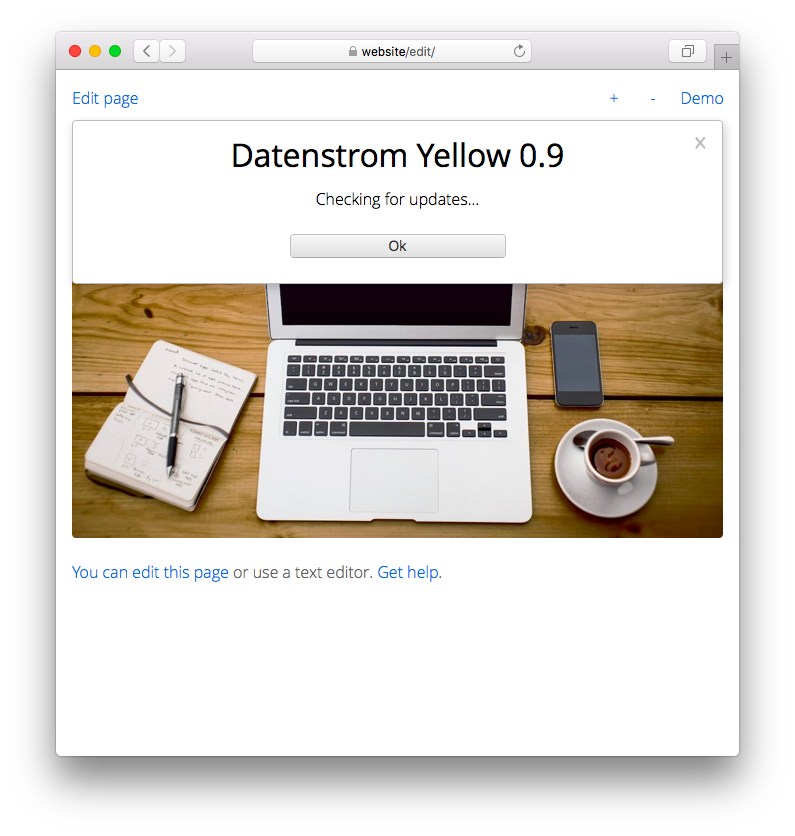 website/edit/
Edit page
+ - Demo
Datenstrom Yellow 0.9
x
Checking for updates...
Ok
You can edit this page or use a text editor. Get help.